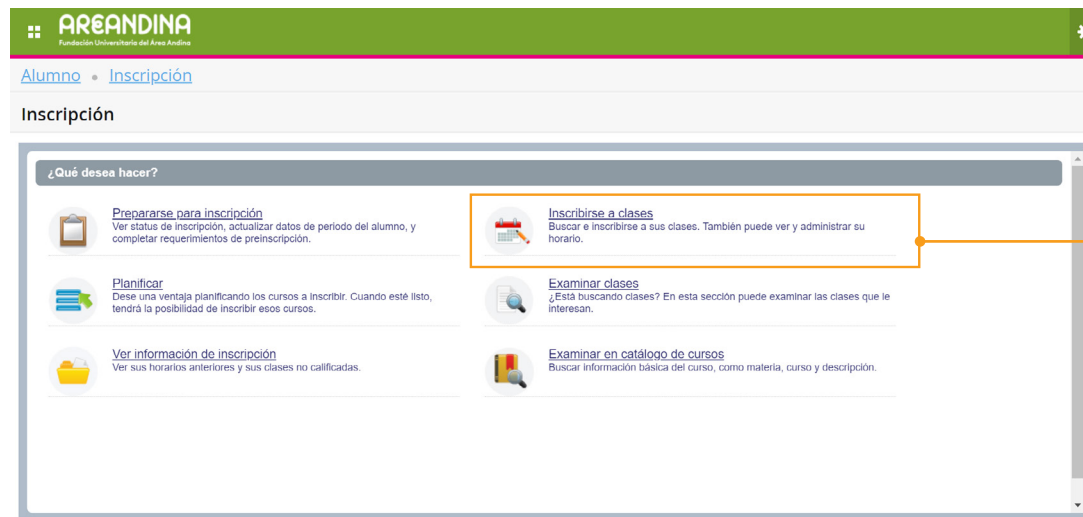 AREANDINA
Fundación Universitaria del Área Andina
Alumno • Inscripción
Inscripción
¿Qué desea hacer?
Prepararse para inscripción
Ver status de inscripción, actualizar datos de periodo del alumno, y
completar requerimientos de preinscripción.
Inscribirse a clases
Buscar e inscribirse a sus clases. También puede ver y administrar su
horario.
Planificar
Dese una ventaja planificando los cursos a inscribir. Cuando esté listo,
tendrá la posibilidad de inscribir esos cursos.
Examinar clases
¿Está buscando clases? En esta sección puede examinar las clases que le
interesan.
Ver información de inscripción
Ver sus horarios anteriores y sus clases no calificadas.
Examinar en catálogo de cursos
Buscar información básica del curso, como materia, curso y descripción.